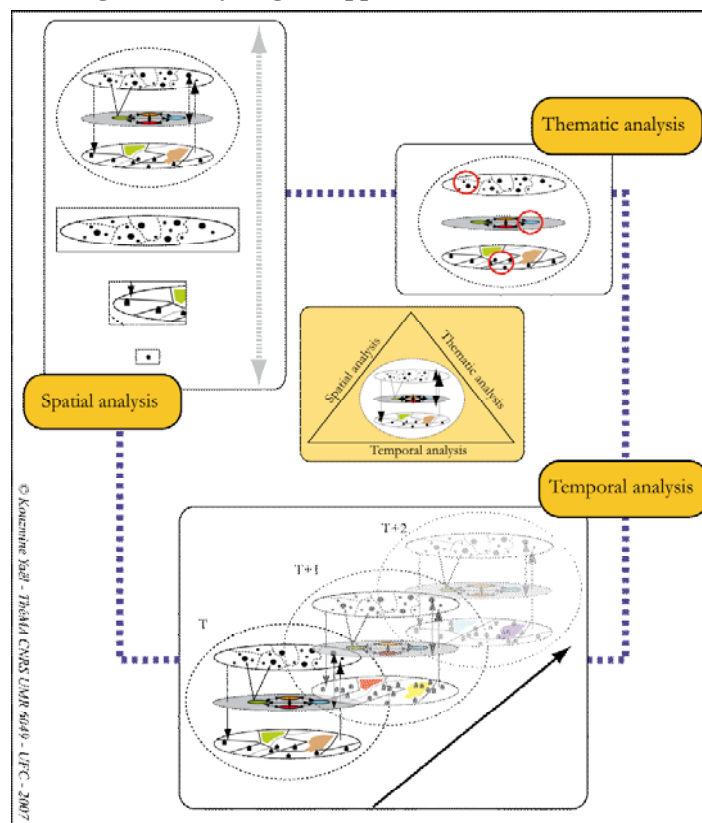 Thematic analysis
Spatial analysis
Thematic analysis
Temporal analysis
Spatial analysis
Temporal analysis
T+2
T+1
T
© Kouzmine Yaël - ThéMA CNRS UMR 6049 - UFC - 2007